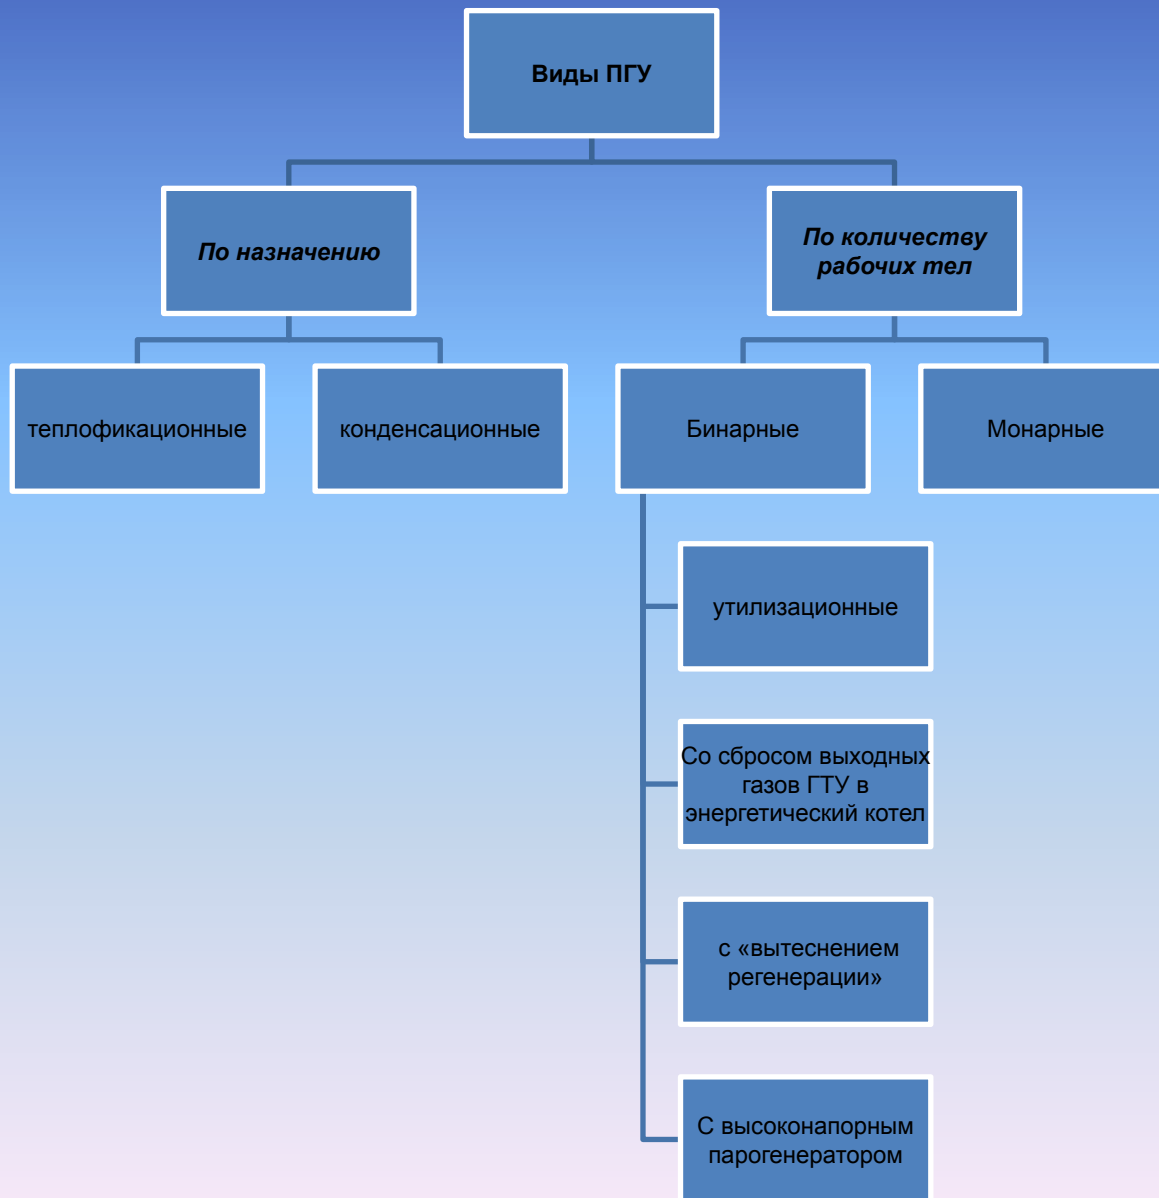 Виды ПГУ
По назначению
По количеству
рабочих тел
теплофикационные
конденсационные
Бинарные
Монарные
утилизационные
Со сбросом выходных
газов ГТУ в
энергетический котел
с «вытеснением
регенерации»
С высоконапорным
парогенератором